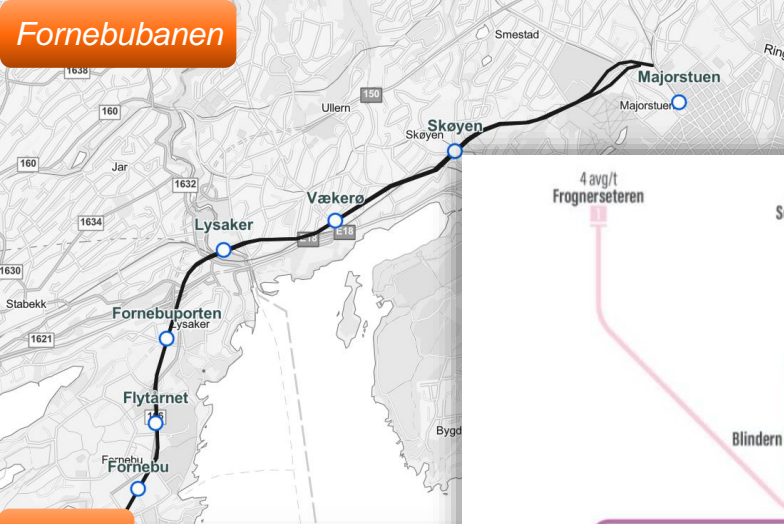 Fornebubanen
Smestad
Ring
1638
Majorstuen
150
Majorstuen
160
Ullern
Skøyen
Skøyen
160
Jar
4 avg/t
Frognerseteren
1
1632
Vækerø
1634
Lysaker
E18
E18
1630
Stabekk
Fornebuporten
Lysaker
1621
Flytårnet
Blindern
Bygd
Fornebu
Fornebu